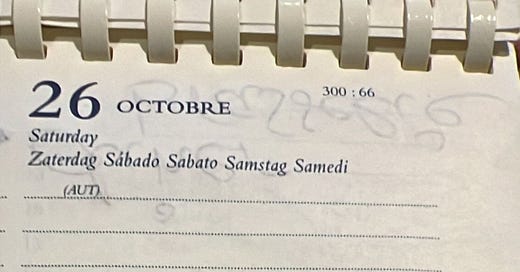 26 OCTOBRE 300 : 66
Saturday
Zaterdag Sábado Sabato Samstag Samedi
(AUT)